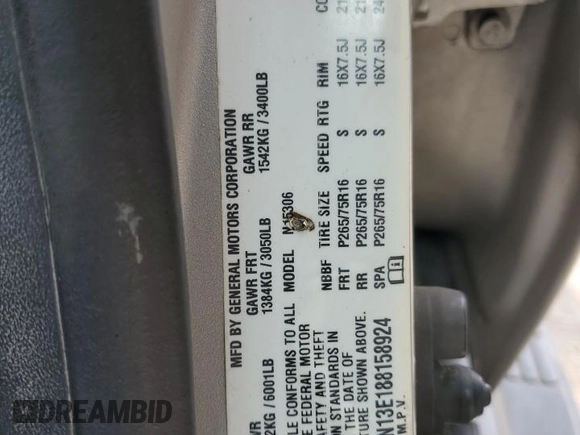 MFD BY GENERAL MOTORS CORPORATION
GAWR FRT GAWR RR
6001LB 1384KG / 3050LB 1542KG / 3400LB
LE CONFORMS TO ALL MODEL
FEDERAL MOTOR
SAFETY AND THEFT
ON STANDARDS IN
THE DATE OF
TURE SHOWN ABOVE.
NBBF TIRE SIZE SPEED RTG RIM
FRT P265/75R16 S 16X7.5J
RR P265/75R16 S 16X7.5J
SPA P265/75R16 S 16X7.5J
N13E188158924
M.P.V.
DREAMBID